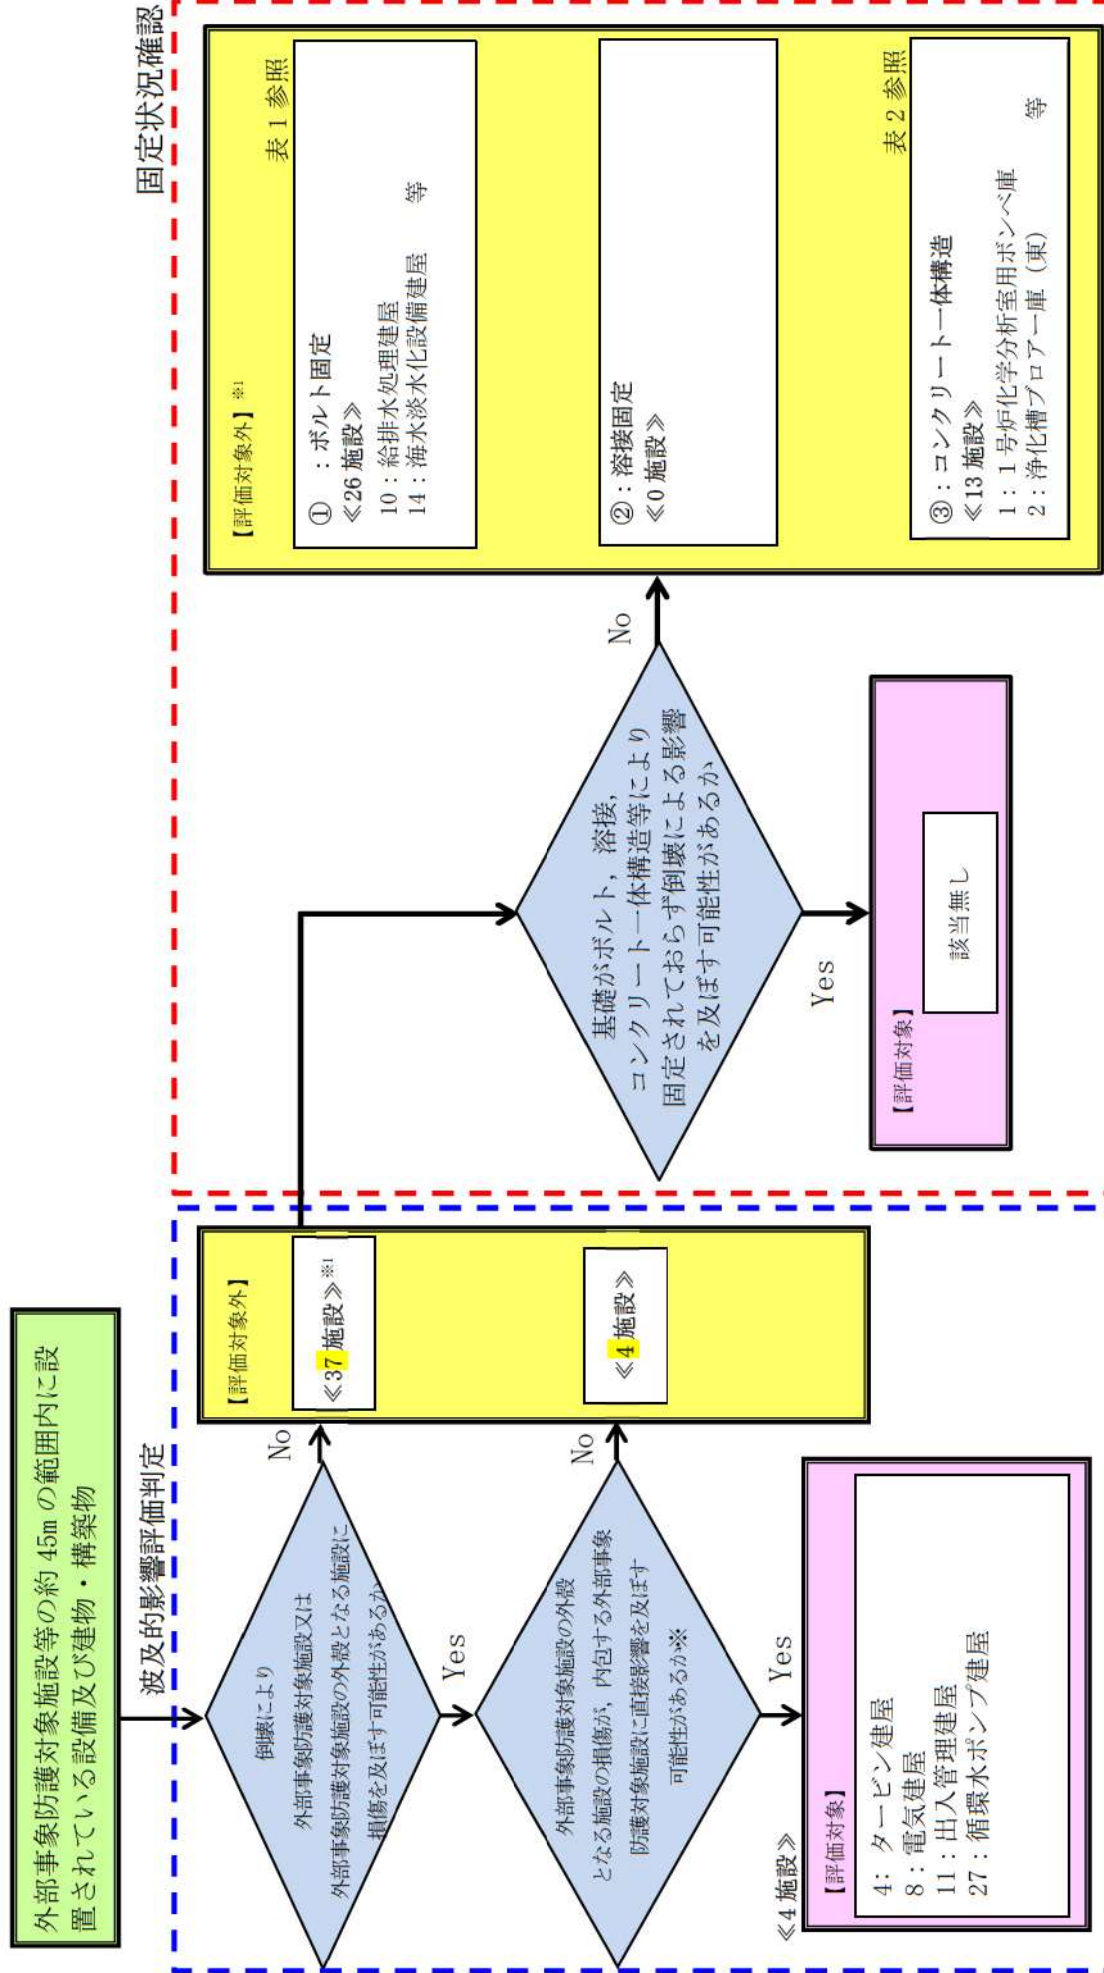 外部事象防護対象施設等の約 45m の範囲内に設
置されている設備及び建物・構築物
波及的影響評価判定
倒壊により
外部事象防護対象施設又は
外部事象防護対象施設の外殻となる施設に
損傷を及ぼす可能性があるか
No
Yes
【評価対象外】
≪37 施設≫※1
外部事象防護対象施設の外殻
となる施設の損傷が，内包する外部事象
防護対象施設に直接影響を及ぼす
可能性があるか※
No
Yes
≪4 施設≫
≪4 施設≫
【評価対象】
4: タービン建屋
8：電気建屋
11：出入管理建屋
27：循環水ポンプ建屋
固定状況確認
基礎がボルト，溶接，
コンクリート一体構造等により
固定されておらず倒壊による影響
を及ぼす可能性があるか
No
Yes
【評価対象】
該当無し
【評価対象外】※1
表 1 参照
① ：ボルト固定
≪26 施設≫
10：給排水処理建屋
14：海水淡水化設備建屋 等
②：溶接固定
≪0 施設≫
表 2 参照
③：コンクリート一体構造
≪13 施設≫
1：1 号炉化学分析室用ボンベ庫
2：浄化槽ブロアー庫（東） 等